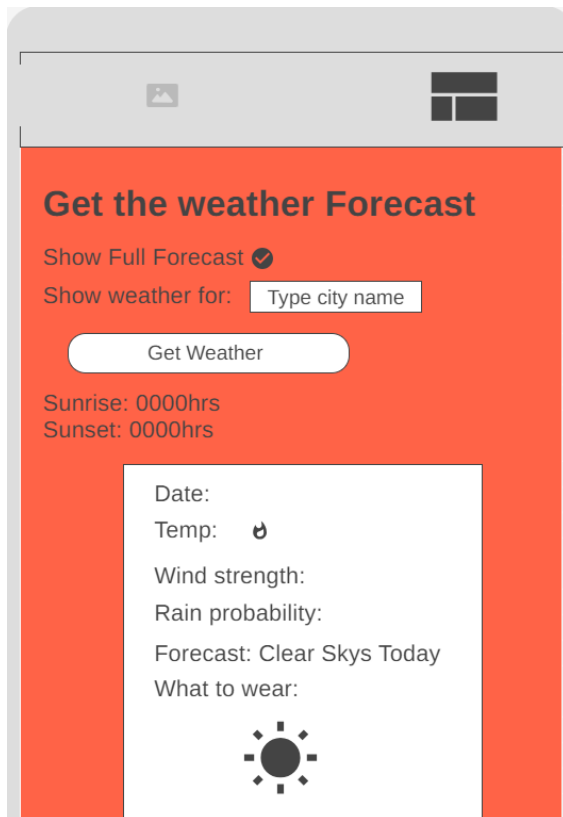 Get the weather Forecast
Show Full Forecast
Show weather for: Type city name
Get Weather
Sunrise: 0000hrs
Sunset: 0000hrs
Date:
Temp:
Wind strength:
Rain probability:
Forecast: Clear Skys Today
What to wear: